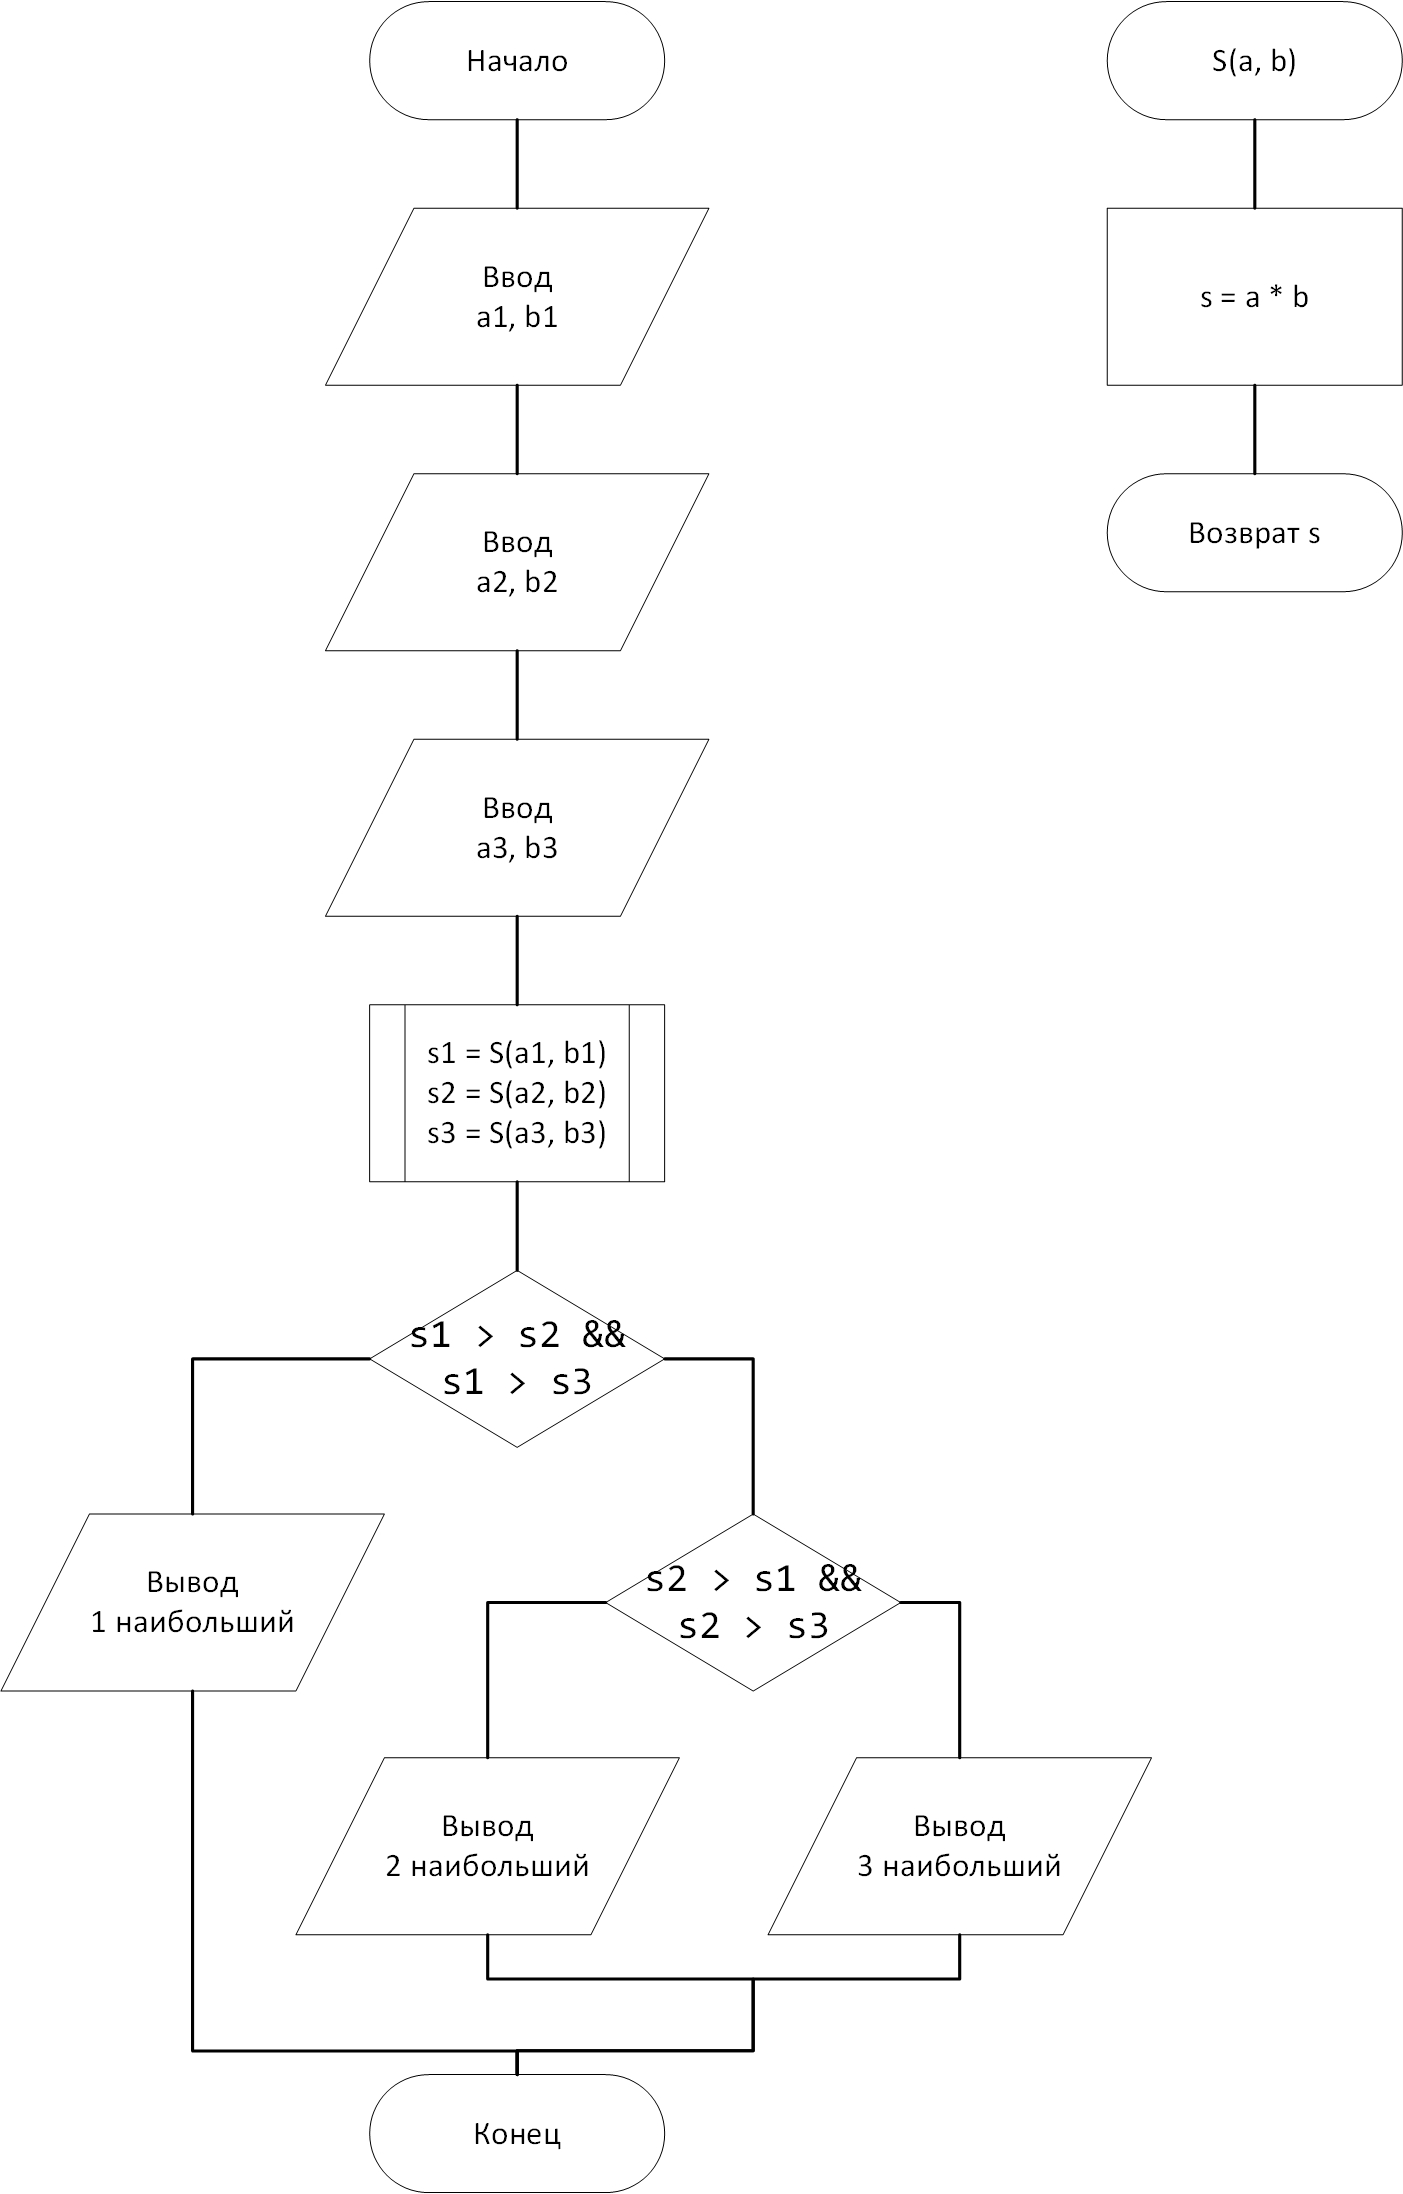 Начало
Ввод
a1, b1
Ввод
a2, b2
Ввод
a3, b3
s1 = S(a1, b1)
s2 = S(a2, b2)
s3 = S(a3, b3)
s1 > s2 &&
s1 > s3
Вывод
1 наибольший
s2 > s1 &&
s2 > s3
Вывод
2 наибольший
Вывод
3 наибольший
Конец
S(a, b)
s = a * b
Возврат s